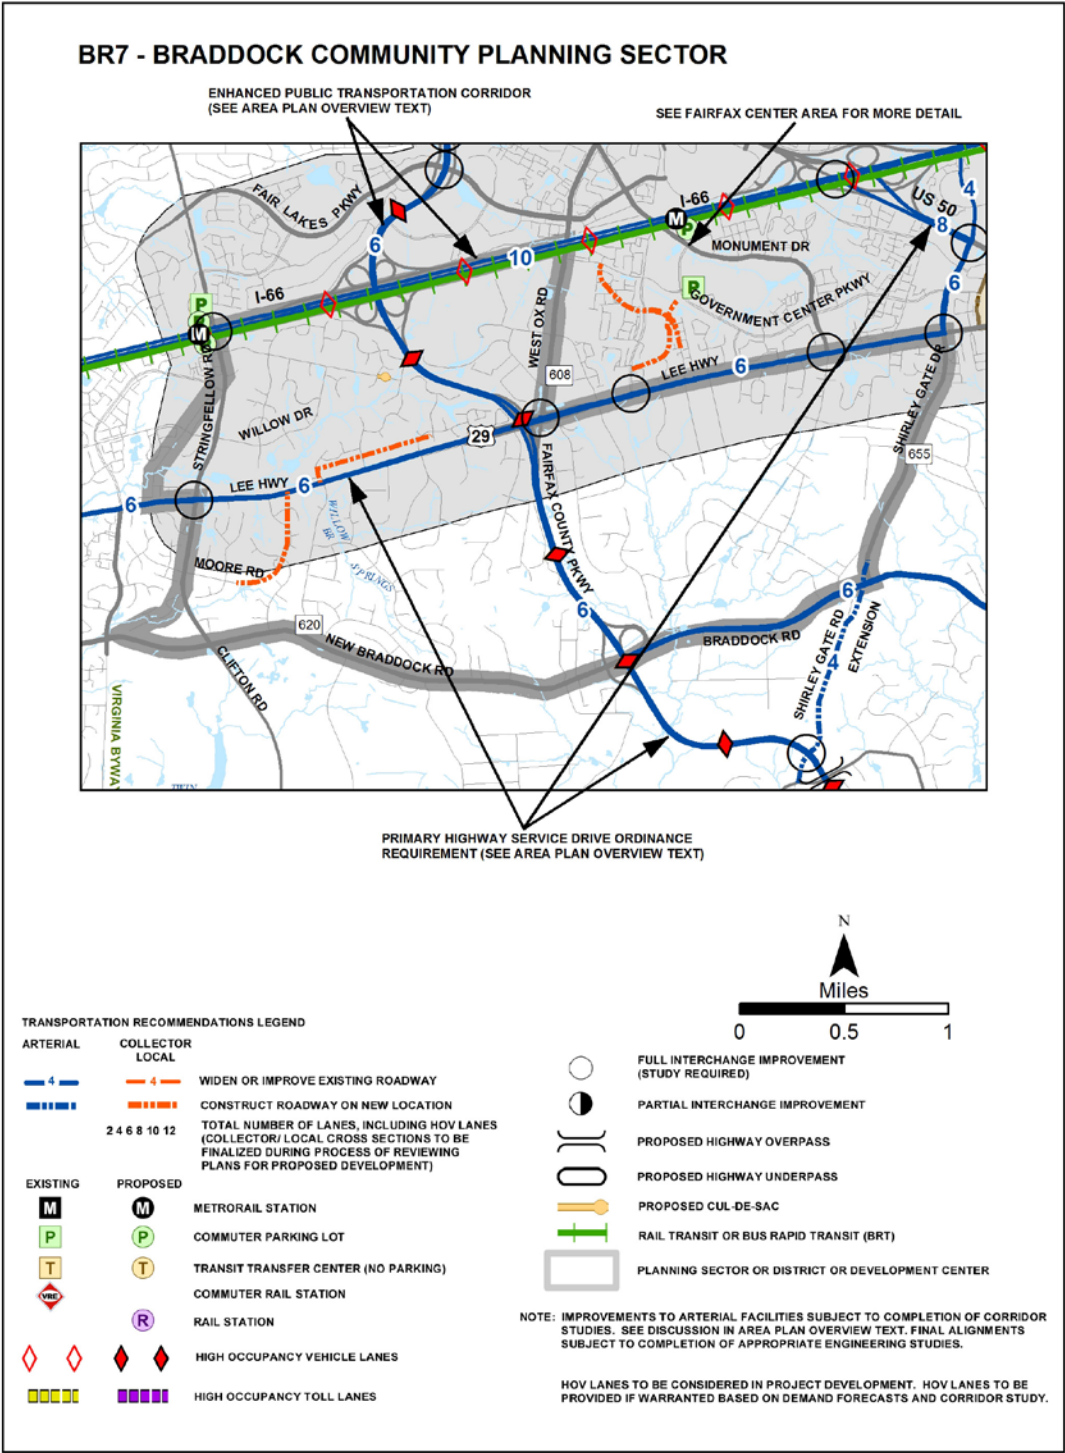 BR7 - BRADDOCK COMMUNITY PLANNING SECTOR
ENHANCED PUBLIC TRANSPORTATION CORRIDOR
(SEE AREA PLAN OVERVIEW TEXT)
SEE FAIRFAX CENTER AREA FOR MORE DETAIL
FAIR LAKES PKWY
I-66
US 50
4
8
M
P
6
10
MONUMENT DR
I-66
P
P
GOVERNMENT CENTER PKWY
6
M
WEST OX RD
STRINGFELLOW RD
608
LEE HWY
6
SHIRLEY GATE DR
WILLOW DR
29
655
LEE HWY
6
6
FAIRFAX COUNTY PKWY
WILLOW
BR
SPRINGS
MOORE RD
6
6
620
NEW BRADDOCK RD
BRADDOCK RD
SHIRLEY GATE RD
EXTENSION
4
CLIFTON RD
VIRGINIA BYWAY
PRIMARY HIGHWAY SERVICE DRIVE ORDINANCE
REQUIREMENT (SEE AREA PLAN OVERVIEW TEXT)
N
Miles
0 0.5 1
TRANSPORTATION RECOMMENDATIONS LEGEND
ARTERIAL COLLECTOR
LOCAL
4 4 WIDEN OR IMPROVE EXISTING ROADWAY
CONSTRUCT ROADWAY ON NEW LOCATION
2 4 6 8 10 12 TOTAL NUMBER OF LANES, INCLUDING HOV LANES
(COLLECTOR/ LOCAL CROSS SECTIONS TO BE
FINALIZED DURING PROCESS OF REVIEWING
PLANS FOR PROPOSED DEVELOPMENT)
EXISTING PROPOSED
M M METRORAIL STATION
P P COMMUTER PARKING LOT
T T TRANSIT TRANSFER CENTER (NO PARKING)
VRE COMMUTER RAIL STATION
R RAIL STATION
HIGH OCCUPANCY VEHICLE LANES
HIGH OCCUPANCY TOLL LANES
FULL INTERCHANGE IMPROVEMENT
(STUDY REQUIRED)
PARTIAL INTERCHANGE IMPROVEMENT
PROPOSED HIGHWAY OVERPASS
PROPOSED HIGHWAY UNDERPASS
PROPOSED CUL-DE-SAC
RAIL TRANSIT OR BUS RAPID TRANSIT (BRT)
PLANNING SECTOR OR DISTRICT OR DEVELOPMENT CENTER
NOTE: IMPROVEMENTS TO ARTERIAL FACILITIES SUBJECT TO COMPLETION OF CORRIDOR
STUDIES. SEE DISCUSSION IN AREA PLAN OVERVIEW TEXT. FINAL ALIGNMENTS
SUBJECT TO COMPLETION OF APPROPRIATE ENGINEERING STUDIES.
HOV LANES TO BE CONSIDERED IN PROJECT DEVELOPMENT. HOV LANES TO BE
PROVIDED IF WARRANTED BASED ON DEMAND FORECASTS AND CORRIDOR STUDY.